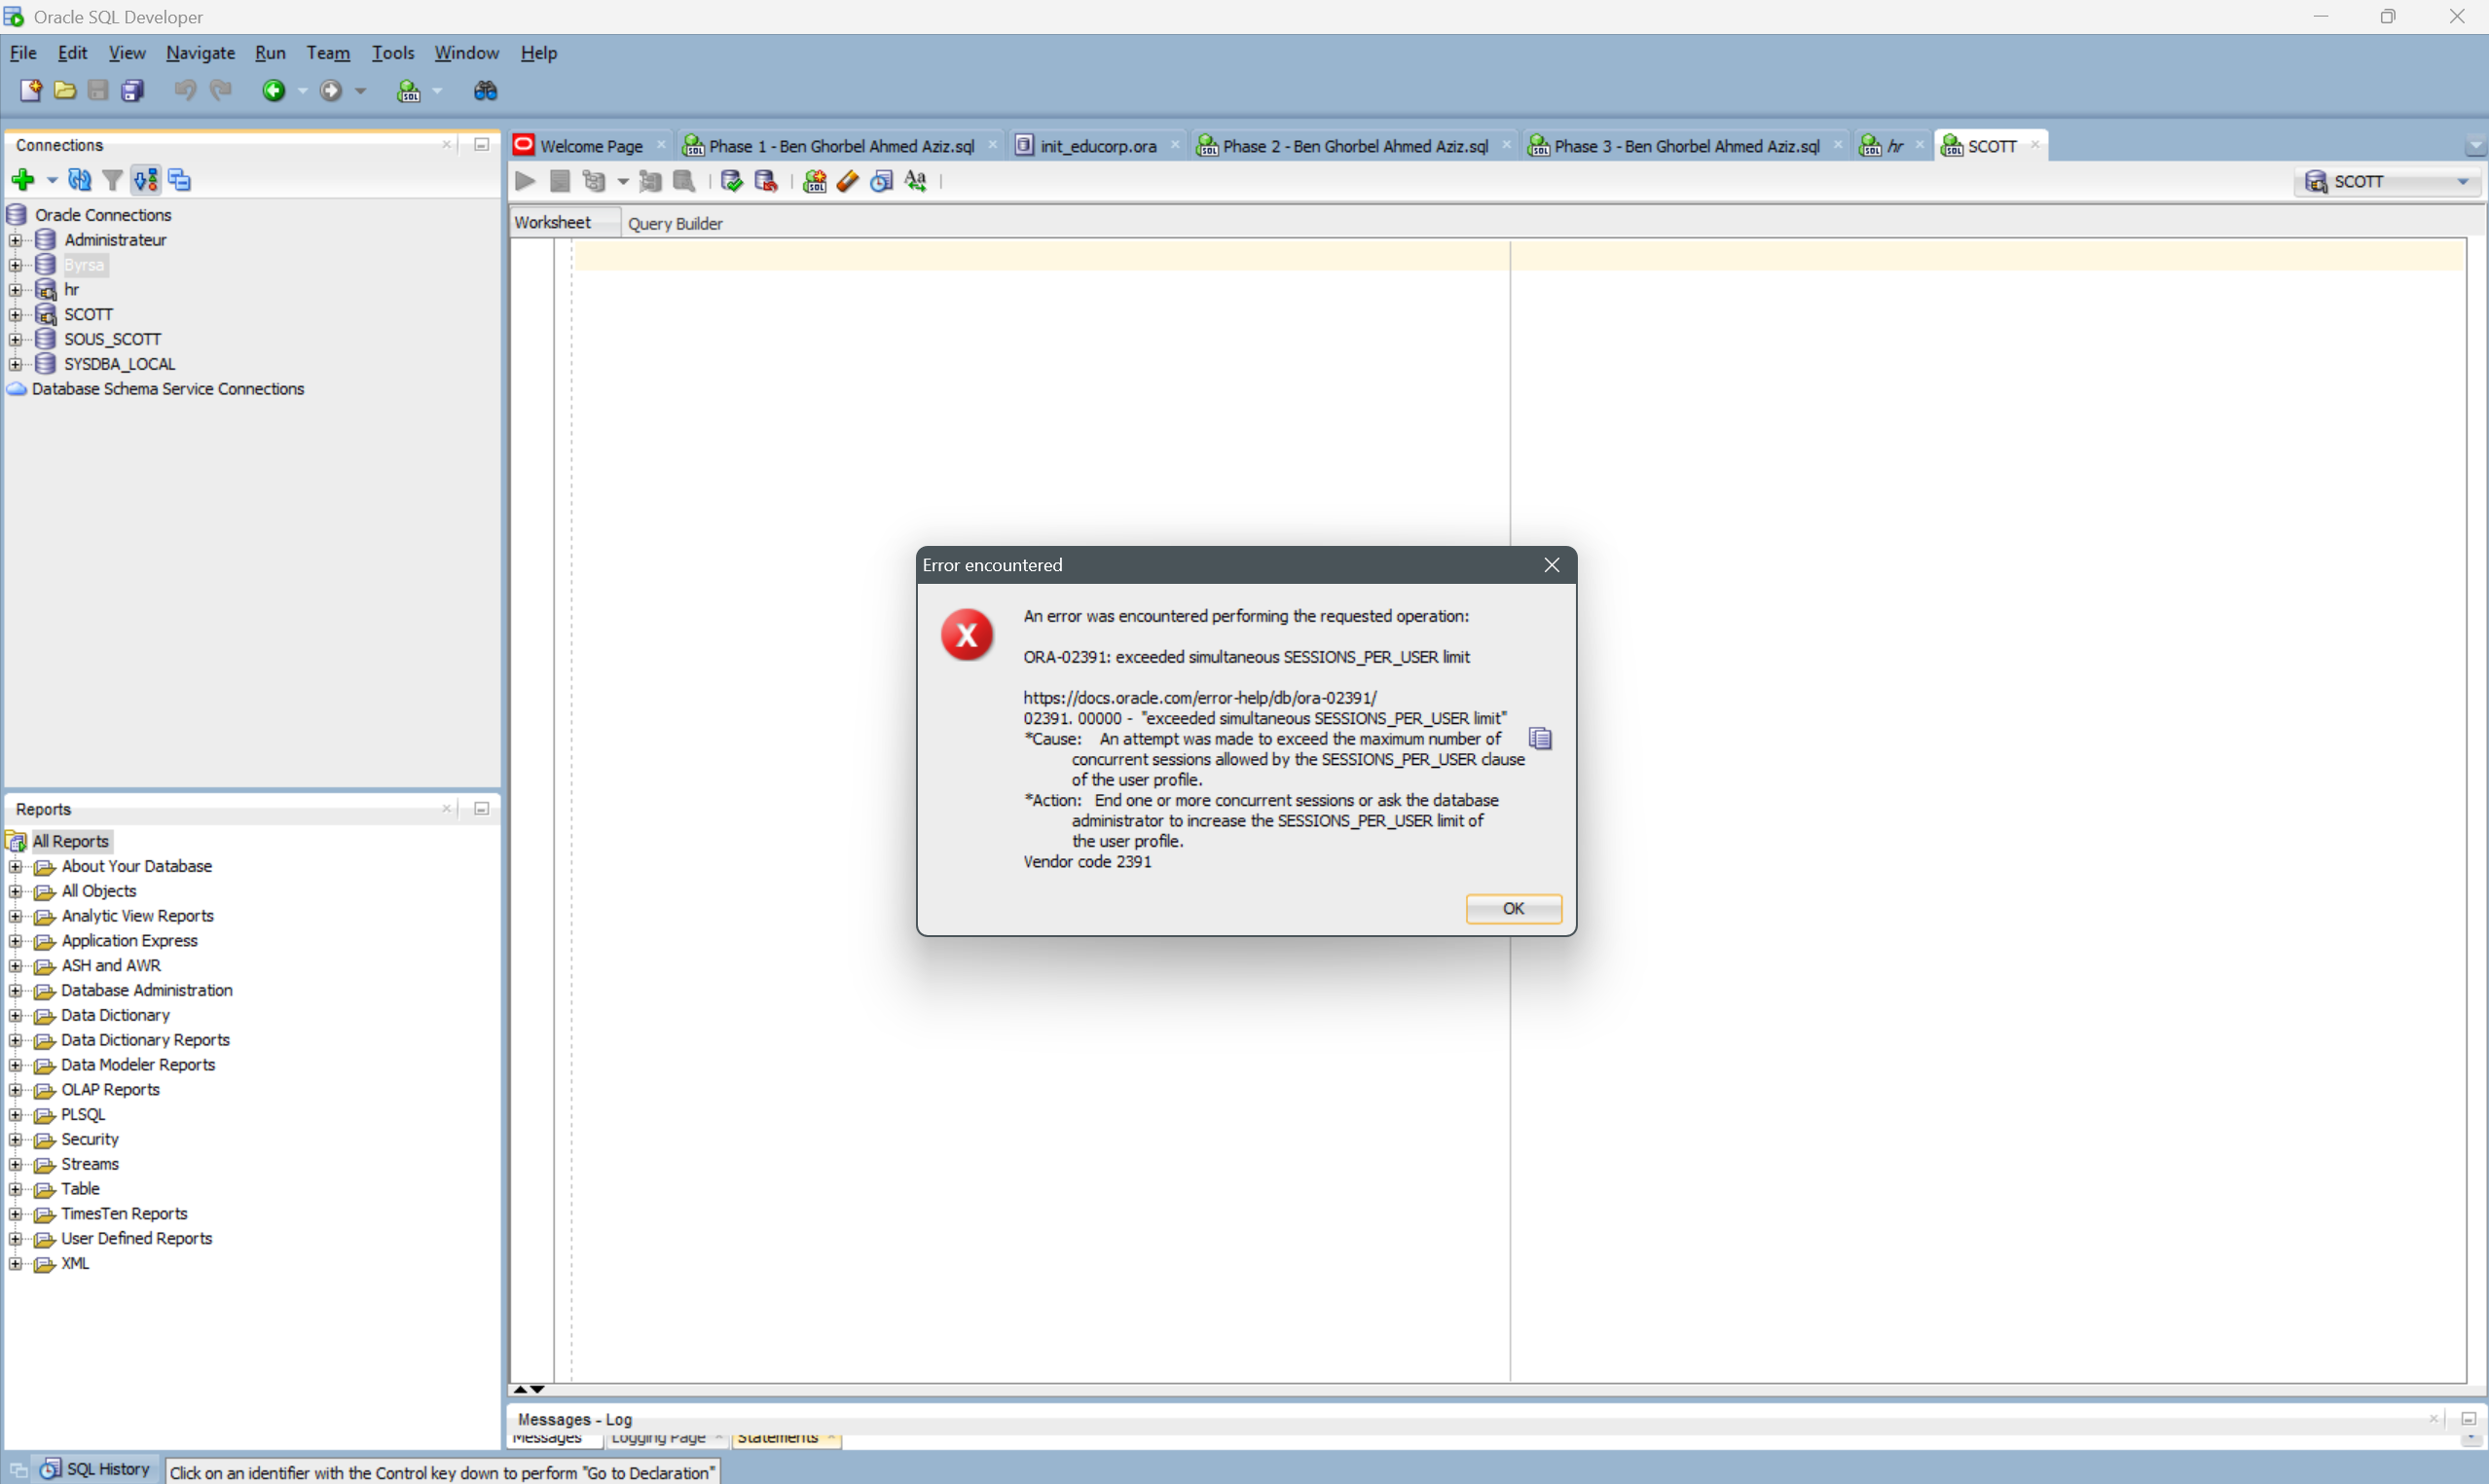 Oracle SQL Developer
File Edit View Navigate Run Team Tools Window Help
Connections
Oracle Connections
Administrateur
Byrsa
hr
SCOTT
SOUS_SCOTT
SYSDBA_LOCAL
Database Schema Service Connections
Reports
All Reports
About Your Database
All Objects
Analytic View Reports
Application Express
ASH and AWR
Database Administration
Data Dictionary
Data Dictionary Reports
Data Modeler Reports
OLAP Reports
PLSQL
Security
Streams
Table
TimesTen Reports
User Defined Reports
XML
Welcome Page
Phase 1 - Ben Ghorbel Ahmed Aziz.sql
init_educorp.ora
Phase 2 - Ben Ghorbel Ahmed Aziz.sql
Phase 3 - Ben Ghorbel Ahmed Aziz.sql
hr
SCOTT
SCOTT
Worksheet Query Builder
Error encountered
An error was encountered performing the requested operation:
ORA-02391: exceeded simultaneous SESSIONS_PER_USER limit
https://docs.oracle.com/error-help/db/ora-02391/
02391. 00000 - "exceeded simultaneous SESSIONS_PER_USER limit"
*Cause: An attempt was made to exceed the maximum number of
concurrent sessions allowed by the SESSIONS_PER_USER clause
of the user profile.
*Action: End one or more concurrent sessions or ask the database
administrator to increase the SESSIONS_PER_USER limit of
the user profile.
Vendor code 2391
OK
Messages - Log
Messages Logging Page Statements
SQL History Click on an identifier with the Control key down to perform "Go to Declaration"